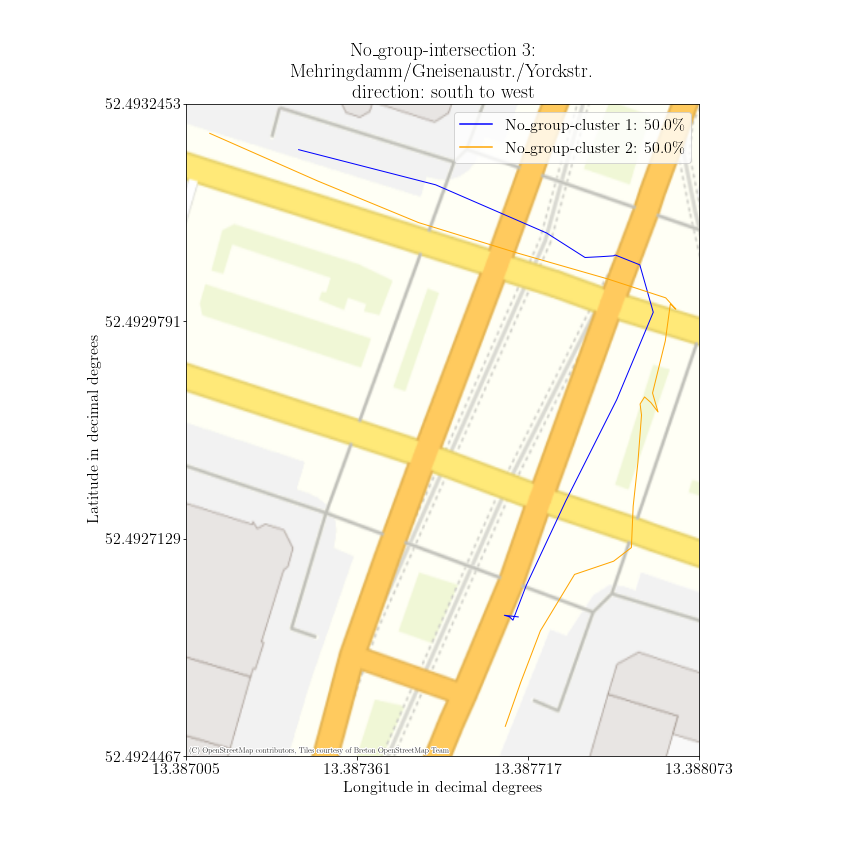 No_group-intersection 3:
Mehringdamm/Gneisenaustr./Yorckstr.
direction: south to west
52.4932453
No_group-cluster 1: 50.0%
No_group-cluster 2: 50.0%
52.4929791
Latitude in decimal degrees
52.4927129
52.4924467
(C) OpenStreetMap contributors, Tiles courtesy of Breton OpenStreetMap Team
13.387005
13.387361
13.387717
13.388073
Longitude in decimal degrees